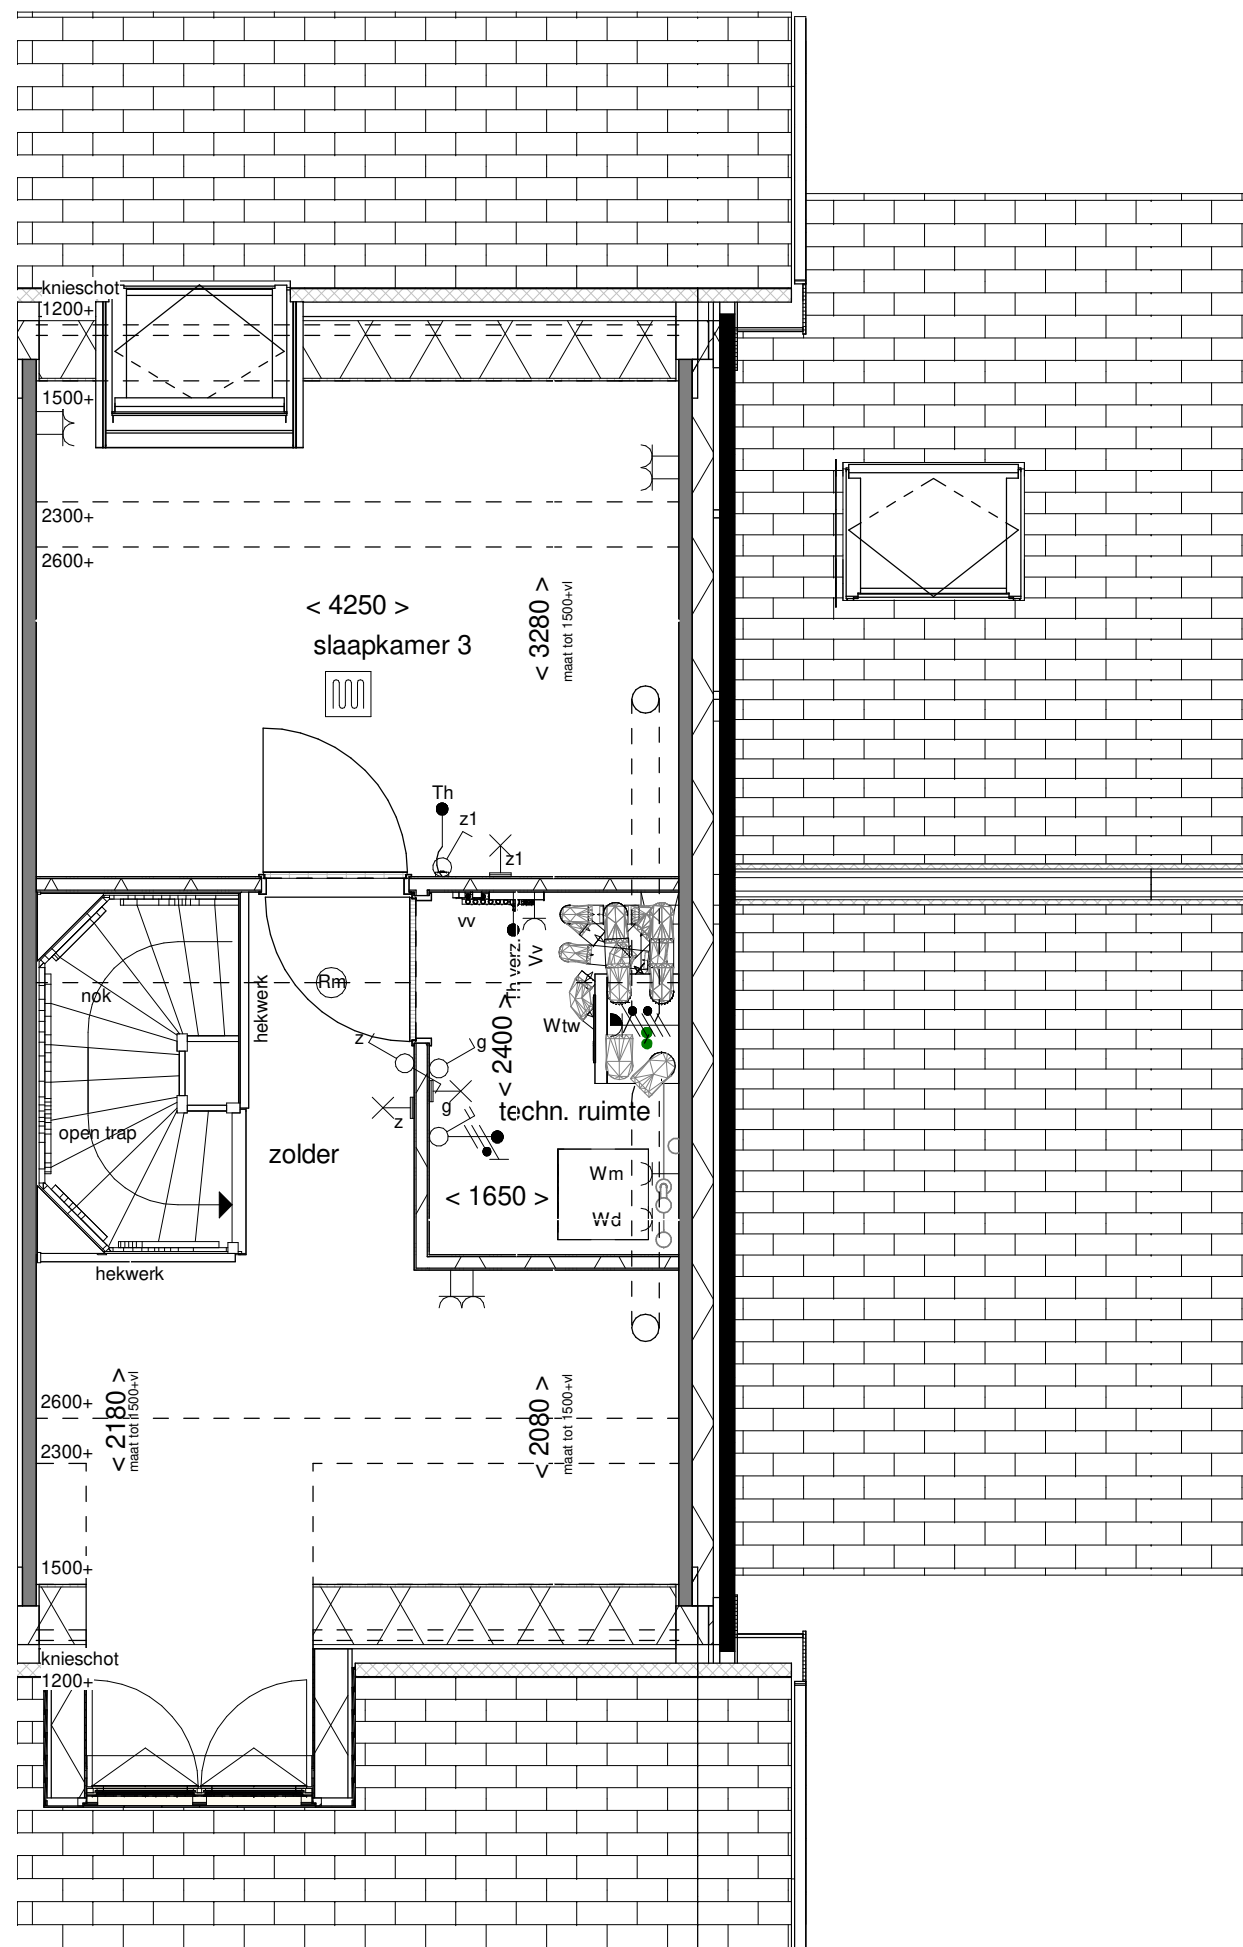 knieschot
1200+
1500+
2300+
2600+
< 4250 >
slaapkamer 3
< 3280 >
maat tot 1500+vl
Th
z1
z1
vv
Th verz.
Vv
nok
hekwerk
Rm
Wtw
z
g
< 2400 >
g
z
techn. ruimte
open trap
zolder
Wm
< 1650 >
Wd
hekwerk
2600+
< 2180 >
maat tot 1500+vl
< 2080 >
maat tot 1500+vl
2300+
1500+
knieschot
1200+